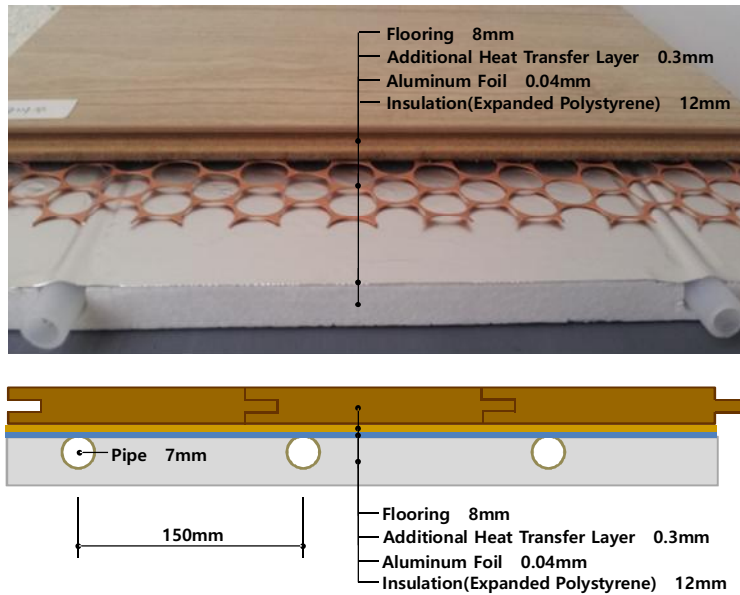 Flooring 8mm
Additional Heat Transfer Layer 0.3mm
Aluminum Foil 0.04mm
Insulation(Expanded Polystyrene) 12mm
Pipe 7mm
150mm
Flooring 8mm
Additional Heat Transfer Layer 0.3mm
Aluminum Foil 0.04mm
Insulation(Expanded Polystyrene) 12mm